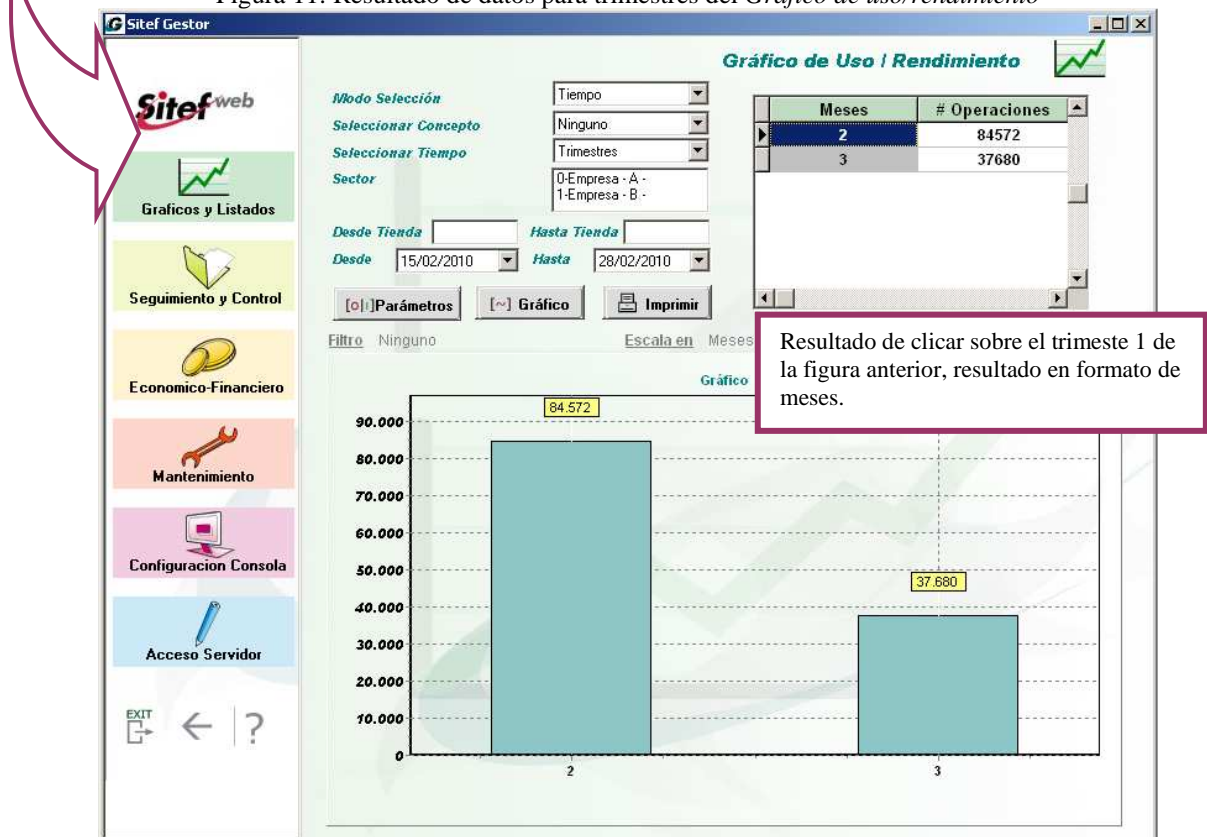 Figura 11: Resultado de datos para trimestres del Gráfico de uso/rendimiento
Sitef Gestor
Sitef web
Graficos y Listados
Seguimiento y Control
Economico-Financiero
Mantenimiento
Configuracion Consola
Acceso Servidor
EXIT
?
Gráfico de Uso / Rendimiento
Modo Selección Tiempo
Seleccionar Concepto Ninguno
Seleccionar Tiempo Trimestres
Sector 0-Empresa - A -
1-Empresa - B -
Desde Tienda Hasta Tienda
Desde 15/02/2010 Hasta 28/02/2010
[o|ı]Parámetros [~] Gráfico Imprimir
Meses # Operaciones
2 84572
3 37680
Filtro Ninguno Escala en Meses
Resultado de clicar sobre el trimeste 1 de
la figura anterior, resultado en formato de
meses.
Gráfico
84.572
90.000
80.000
70.000
60.000
50.000
37.680
40.000
30.000
20.000
10.000
0
2 3